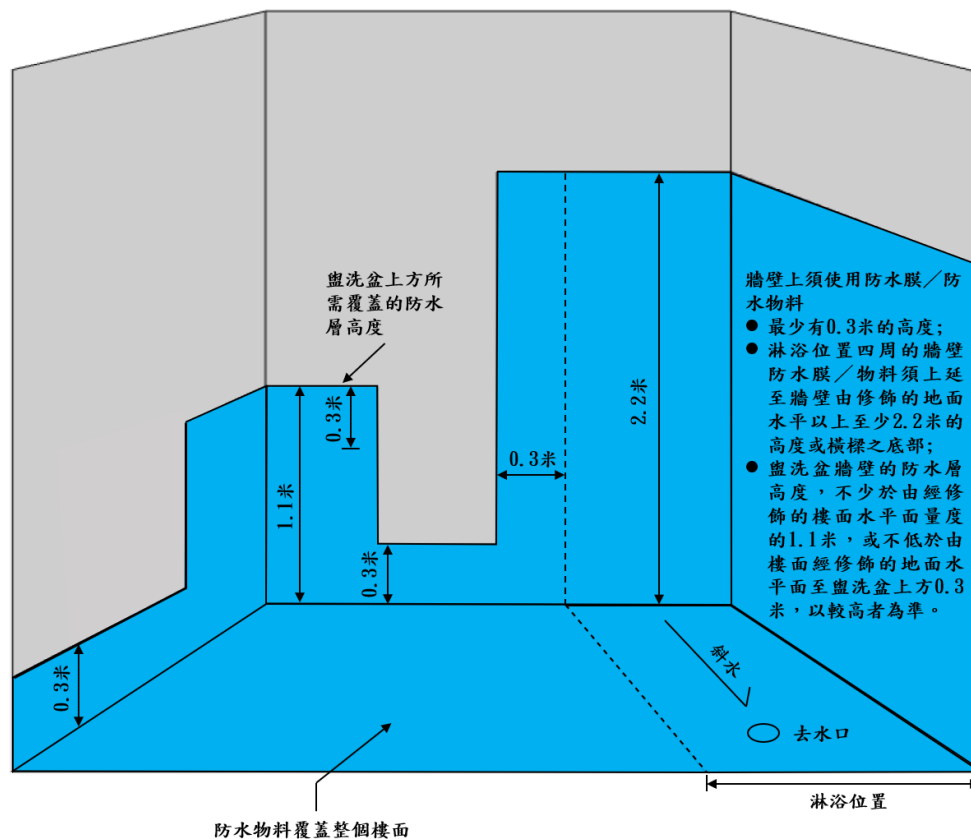 盥洗盆上方所
需覆蓋的防水
層高度
0.3米
1.1米
0.3米
0.3米
2.2米
0.3米
牆壁上須使用防水膜／防
水物料
● 最少有0.3米的高度;
● 淋浴位置四周的牆壁
防水膜／物料須上延
至牆壁由修飾的地面
水平以上至少2.2米的
高度或橫樑之底部;
● 盥洗盆牆壁的防水層
高度，不少於由經修
飾的樓面水平面量度
的1.1米，或不低於由
樓面經修飾的地面水
平面至盥洗盆上方0.3
米，以較高者為準。
斜水
去水口
淋浴位置
防水物料覆蓋整個樓面